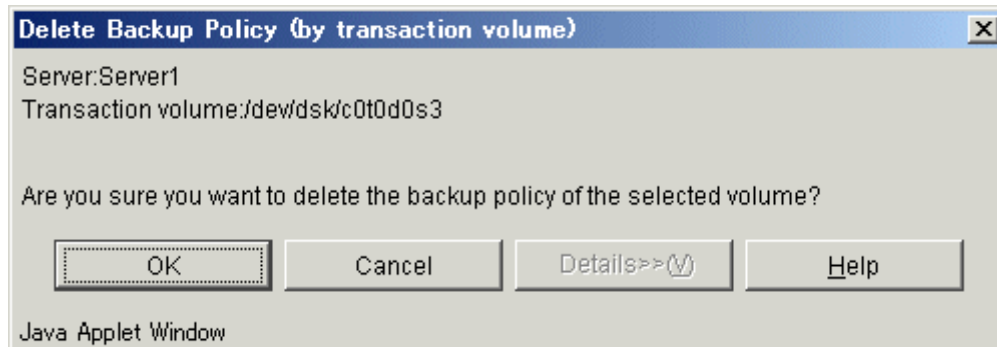 Delete Backup Policy (by transaction volume)
Server:Server1
Transaction volume:/dev/dsk/c0t0d0s3
Are you sure you want to delete the backup policy of the selected volume?
OK Cancel Details>>(V) Help
Java Applet Window